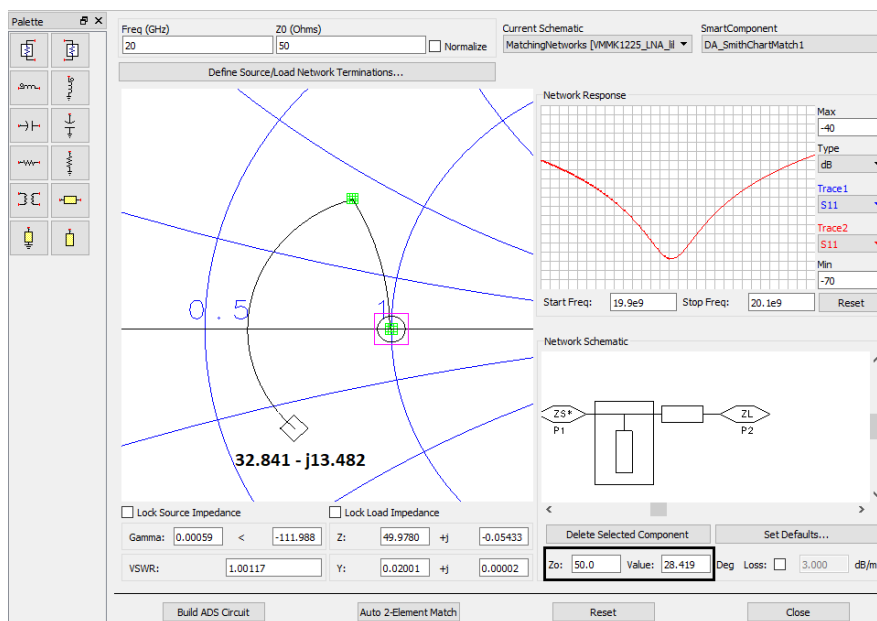 Palette
Freq (GHz) Z0 (Ohms) Current Schematic SmartComponent
20 50 Normalize MatchingNetworks [VMMK1225_LNA_lil DA_SmithChartMatch1
Define Source/Load Network Terminations...
Network Response
Max
-40
Type
dB
Trace1
S11
Trace2
S11
Min
-70
Start Freq: 19.9e9 Stop Freq: 20.1e9 Reset
0.5 1
32.841 - j13.482
Network Schematic
ZS* ZL
P1 P2
Lock Source Impedance Lock Load Impedance
Gamma: 0.00059 < -111.988 Z: 49.9780 +j -0.05433
VSWR: 1.00117 Y: 0.02001 +j 0.00002
Delete Selected Component Set Defaults...
Zo: 50.0 Value: 28.419 Deg Loss: 3.000 dB/m
Build ADS Circuit Auto 2-Element Match Reset Close